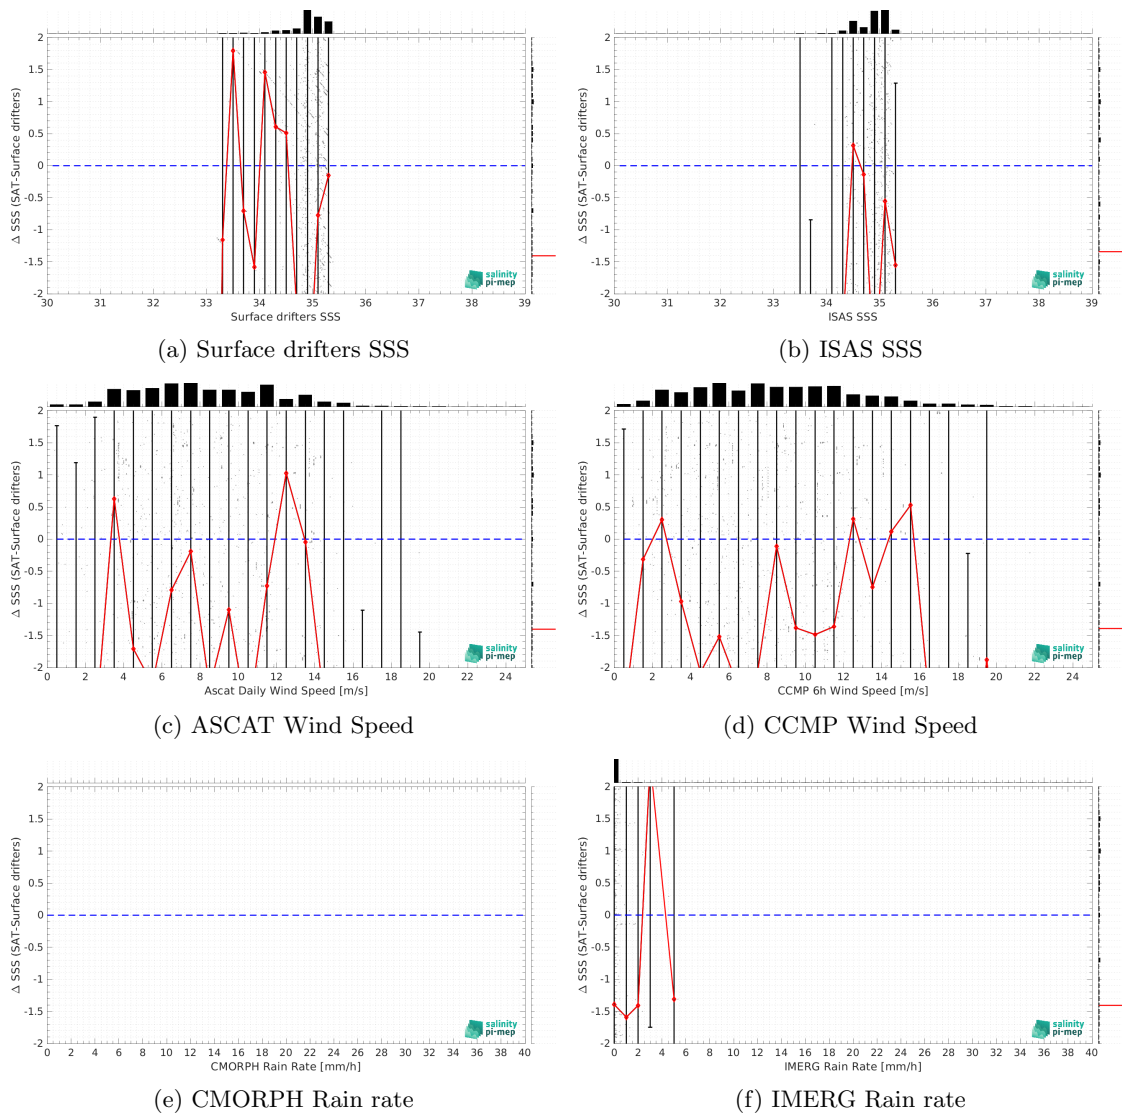 2
1.5
1
0.5
0
-0.5
-1
-1.5
-2
Δ SSS (SAT-Surface drifters)
30 31 32 33 34 35 36 37 38 39
Surface drifters SSS
salinity
pi-mep
(a) Surface drifters SSS
2
1.5
1
0.5
0
-0.5
-1
-1.5
-2
Δ SSS (SAT-Surface drifters)
30 31 32 33 34 35 36 37 38 39
ISAS SSS
salinity
pi-mep
(b) ISAS SSS
2
1.5
1
0.5
0
-0.5
-1
-1.5
-2
Δ SSS (SAT-Surface drifters)
0 2 4 6 8 10 12 14 16 18 20 22 24
Ascat Daily Wind Speed [m/s]
salinity
pi-mep
(c) ASCAT Wind Speed
2
1.5
1
0.5
0
-0.5
-1
-1.5
-2
Δ SSS (SAT-Surface drifters)
0 2 4 6 8 10 12 14 16 18 20 22 24
CCMP 6h Wind Speed [m/s]
salinity
pi-mep
(d) CCMP Wind Speed
2
1.5
1
0.5
0
-0.5
-1
-1.5
-2
Δ SSS (SAT-Surface drifters)
0 2 4 6 8 10 12 14 16 18 20 22 24 26 28 30 32 34 36 38 40
CMORPH Rain Rate [mm/h]
salinity
pi-mep
(e) CMORPH Rain rate
2
1.5
1
0.5
0
-0.5
-1
-1.5
-2
Δ SSS (SAT-Surface drifters)
0 2 4 6 8 10 12 14 16 18 20 22 24 26 28 30 32 34 36 38 40
IMERG Rain Rate [mm/h]
salinity
pi-mep
(f) IMERG Rain rate